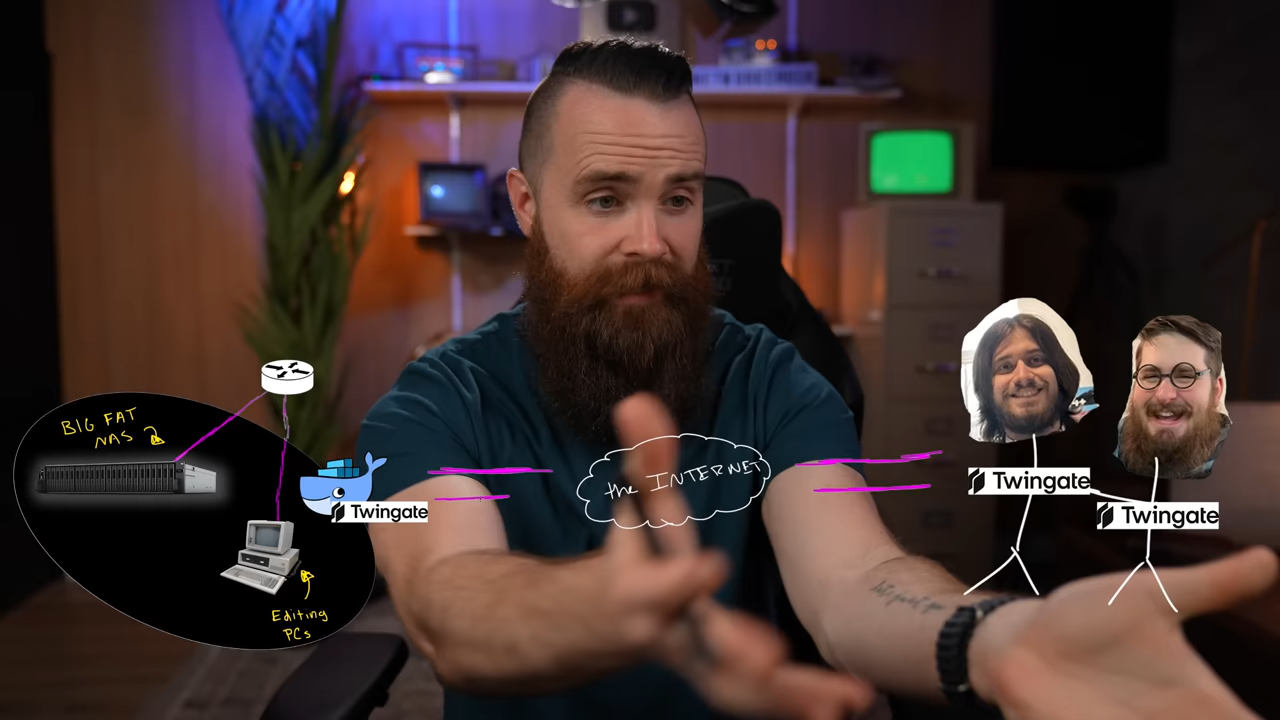 BIG FAT
NAS
Twingate
Editing
PCs
the INTERNET
Twingate
Twingate